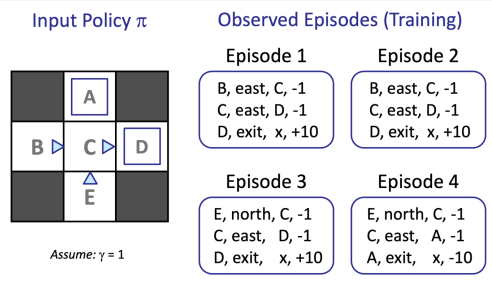 Input Policy π
Observed Episodes (Training)
A
B
C
D
E
Assume: γ = 1
Episode 1
B, east, C, -1
C, east, D, -1
D, exit, x, +10
Episode 2
B, east, C, -1
C, east, D, -1
D, exit, x, +10
Episode 3
E, north, C, -1
C, east, D, -1
D, exit, x, +10
Episode 4
E, north, C, -1
C, east, A, -1
A, exit, x, -10